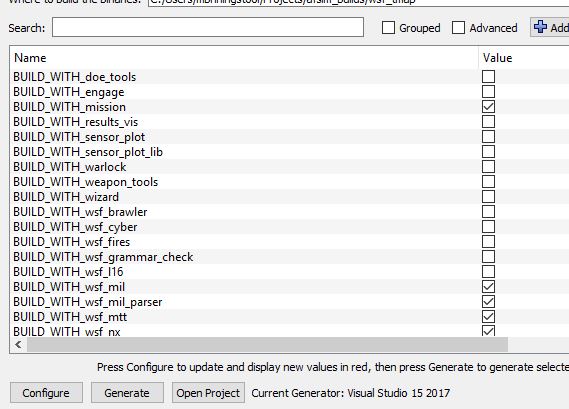 Where to build the binaries: C:/Users/mbriningstool/Projects/afsim_builds/wsf_tmap
Search:
Grouped
Advanced
Add
Name Value
BUILD_WITH_doe_tools
BUILD_WITH_engage
BUILD_WITH_mission
BUILD_WITH_results_vis
BUILD_WITH_sensor_plot
BUILD_WITH_sensor_plot_lib
BUILD_WITH_warlock
BUILD_WITH_weapon_tools
BUILD_WITH_wizard
BUILD_WITH_wsf_brawler
BUILD_WITH_wsf_cyber
BUILD_WITH_wsf_fires
BUILD_WITH_wsf_grammar_check
BUILD_WITH_wsf_l16
BUILD_WITH_wsf_mil
BUILD_WITH_wsf_mil_parser
BUILD_WITH_wsf_mtt
BUILD_WITH_wsf_nx
Press Configure to update and display new values in red, then press Generate to generate selecte
Configure
Generate
Open Project
Current Generator: Visual Studio 15 2017